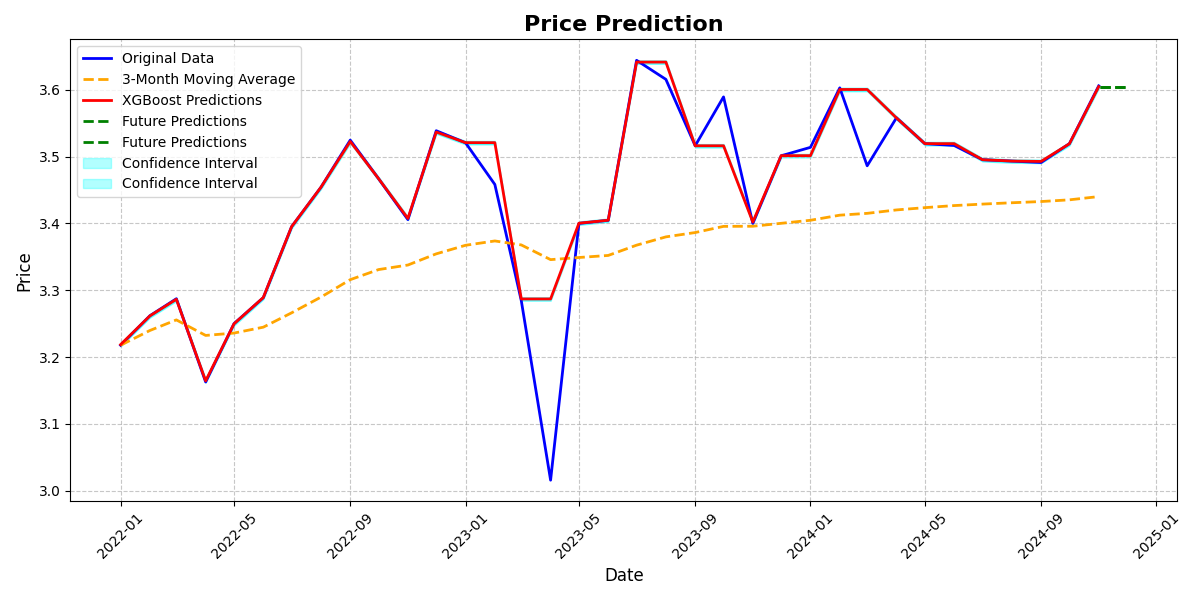 Price Prediction
Original Data
3-Month Moving Average
XGBoost Predictions
Future Predictions
Future Predictions
Confidence Interval
Confidence Interval
Price
3.6
3.5
3.4
3.3
3.2
3.1
3.0
2022-01
2022-05
2022-09
2023-01
2023-05
2023-09
2024-01
2024-05
2024-09
2025-01
Date